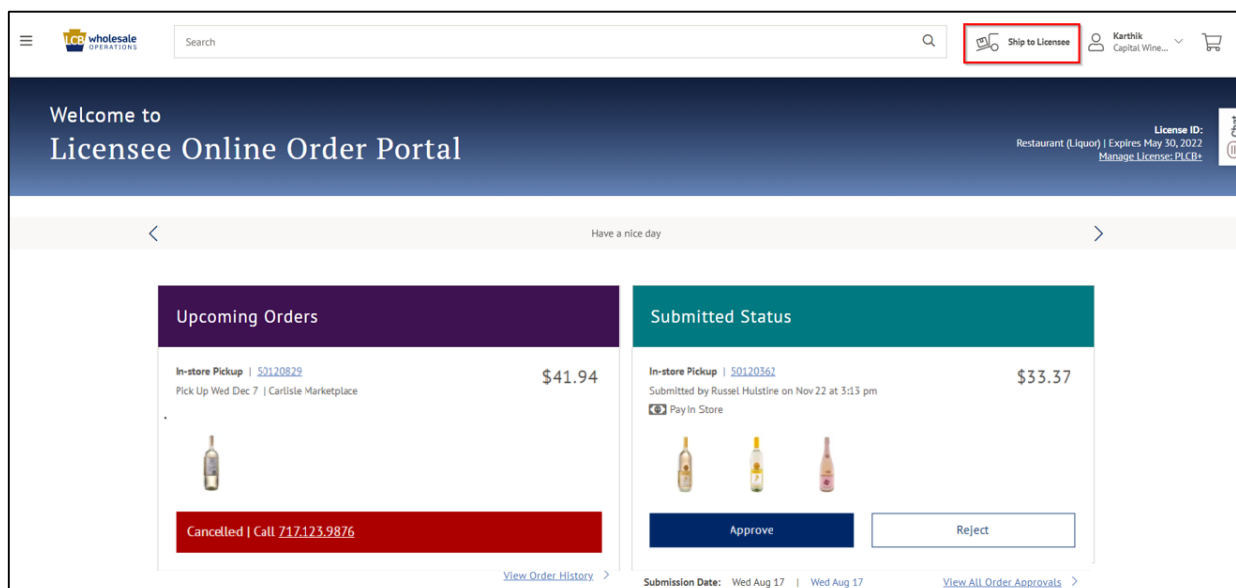 LCB wholesale
OPERATIONS
Search
Ship to Licensee
Karthik
Capital Wine...
Welcome to
Licensee Online Order Portal
License ID:
Restaurant (Liquor) | Expires May 30, 2022
Manage License: PLCB+
Have a nice day
Upcoming Orders
In-store Pickup | 50120829
$41.94
Pick Up Wed Dec 7 | Carlisle Marketplace
Cancelled | Call 717.123.9876
View Order History
Submitted Status
In-store Pickup | 50120362
$33.37
Submitted by Russel Hulstine on Nov 22 at 3:13 pm
Pay In Store
Approve
Reject
Submission Date: Wed Aug 17 | Wed Aug 17
View All Order Approvals